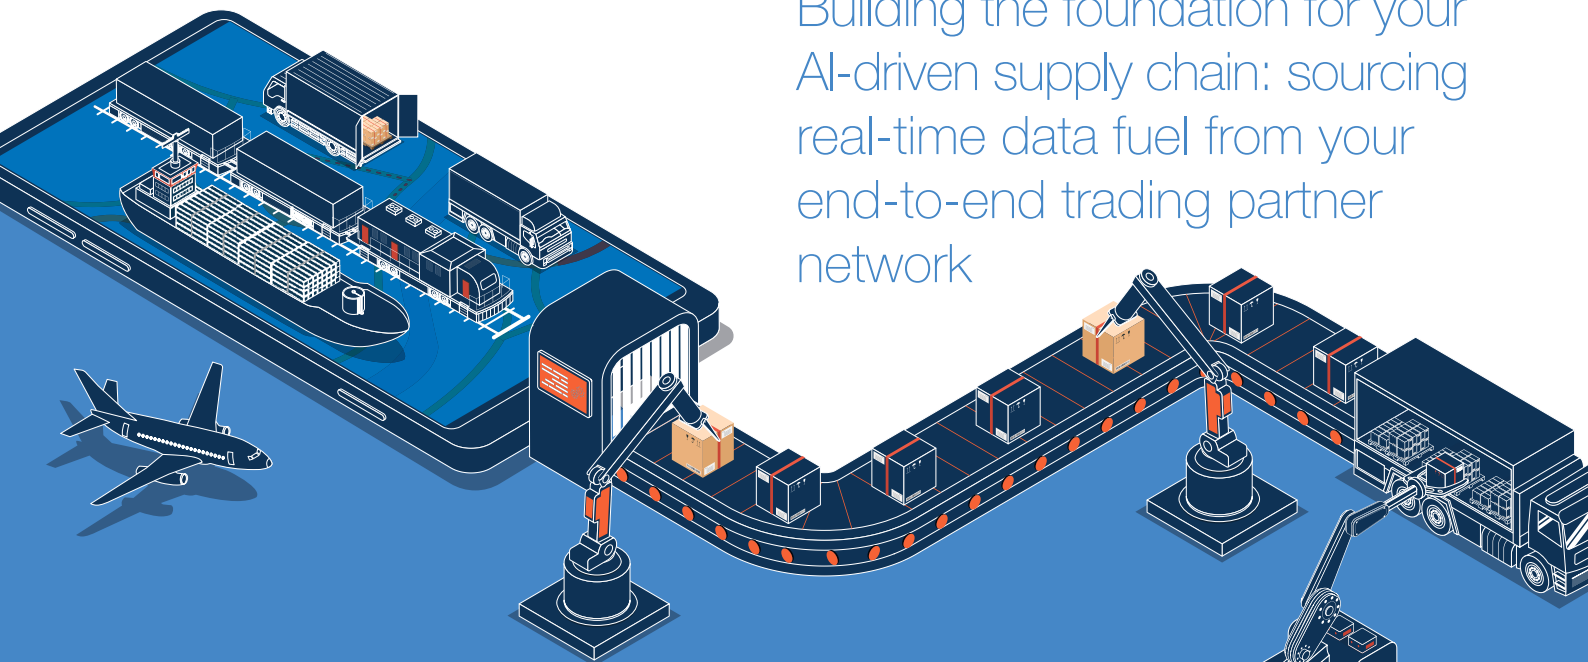 Building the foundation for your
AI-driven supply chain: sourcing
real-time data fuel from your
end-to-end trading partner
network